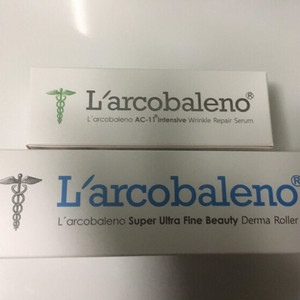 L'arcobaleno®
L'arcobaleno AC-11® Intensive Wrinkle Repair Serum
L'arcobaleno®
L'arcobaleno Super Ultra Fine Beauty Derma Roller